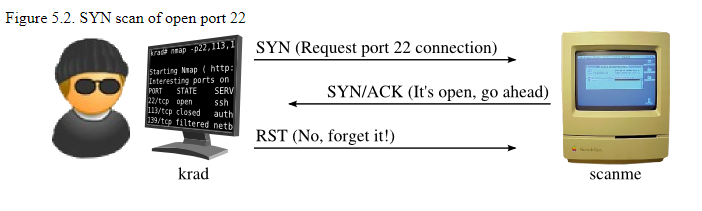 Figure 5.2. SYN scan of open port 22
krad# nmap -p22,113,1
Starting Nmap ( http:
Interesting ports on
PORT STATE SERV
22/tcp open ssh
113/tcp closed auth
139/tcp filtered netb
SYN (Request port 22 connection)
SYN/ACK (It's open, go ahead)
RST (No, forget it!)
krad
scanme